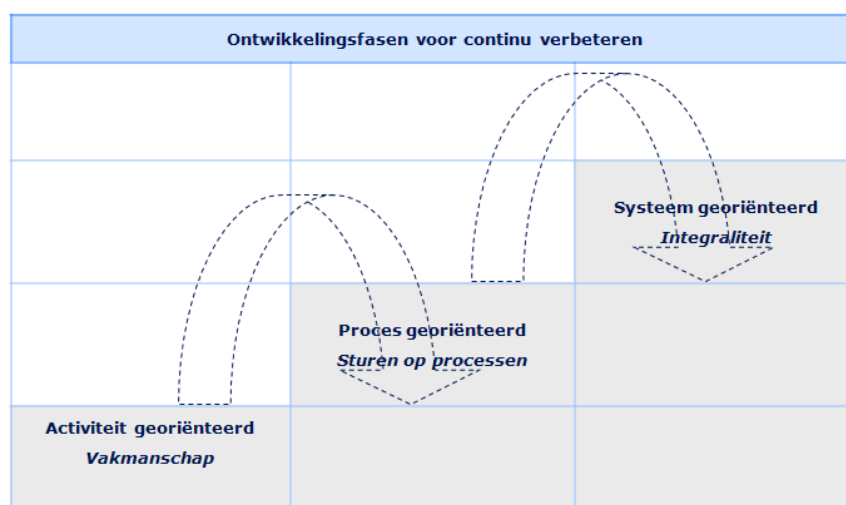 Ontwikkelingsfasen voor continu verbeteren
Systeem georiënteerd
Integraliteit
Proces georiënteerd
Sturen op processen
Activiteit georiënteerd
Vakmanschap